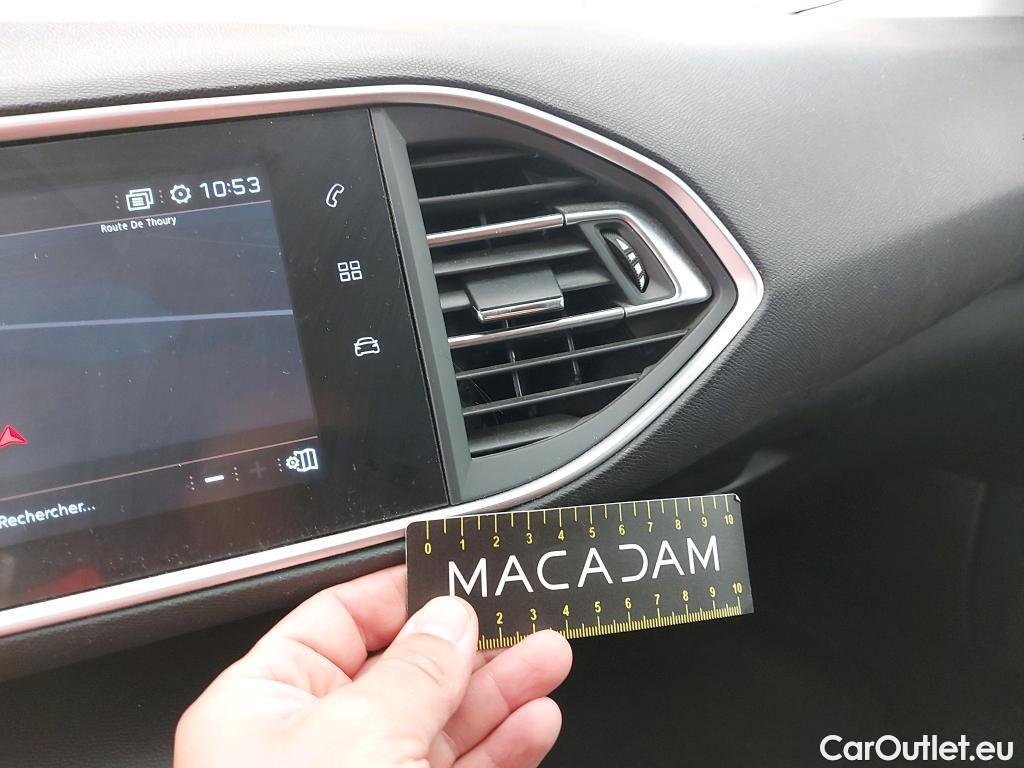 10:53
Route De Thoury
Rechercher...
0 1 2 3 4 5 6 7 8 9 10
MACADAM
2 3 4 5 6 7 8 9 10
CarOutlet.eu